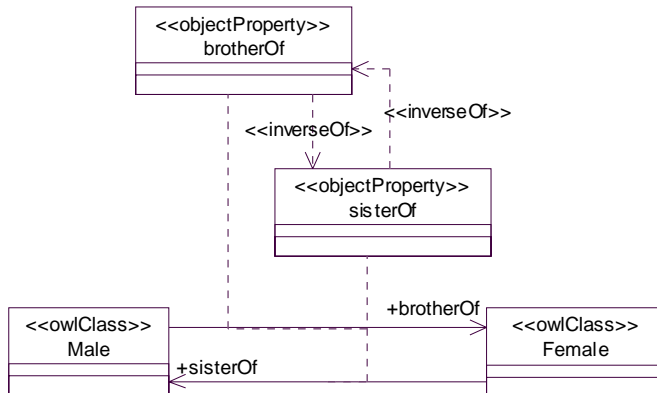 <<objectProperty>>
brotherOf
<<inverseOf>>
<<inverseOf>>
<<objectProperty>>
sisterOf
+brotherOf
<<owlClass>>
Male
<<owlClass>>
Female
+sisterOf